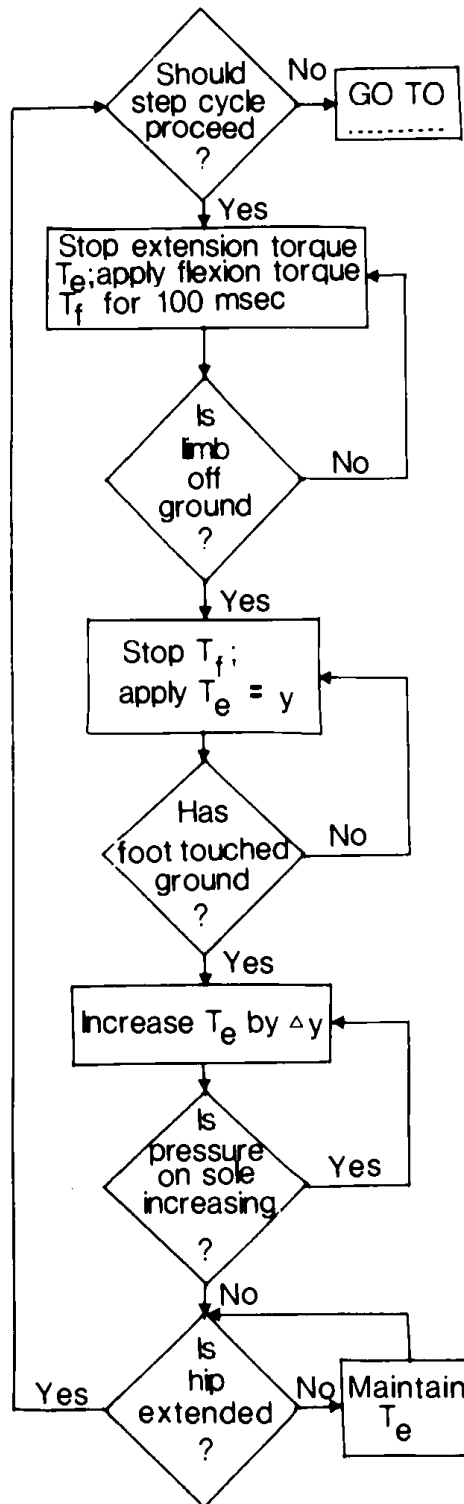 Should
step cycle
proceed
?
No
GO TO
.........
Yes
Stop extension torque
Te;apply flexion torque
Tf for 100 msec
Is
limb
off
ground
?
No
Yes
Stop Tf;
apply Te = y
Has
foot touched
ground
?
No
Yes
Increase Te by △y
Is
pressure
on sole
increasing
?
Yes
No
Is
hip
extended
?
Yes
No
Maintain
Te